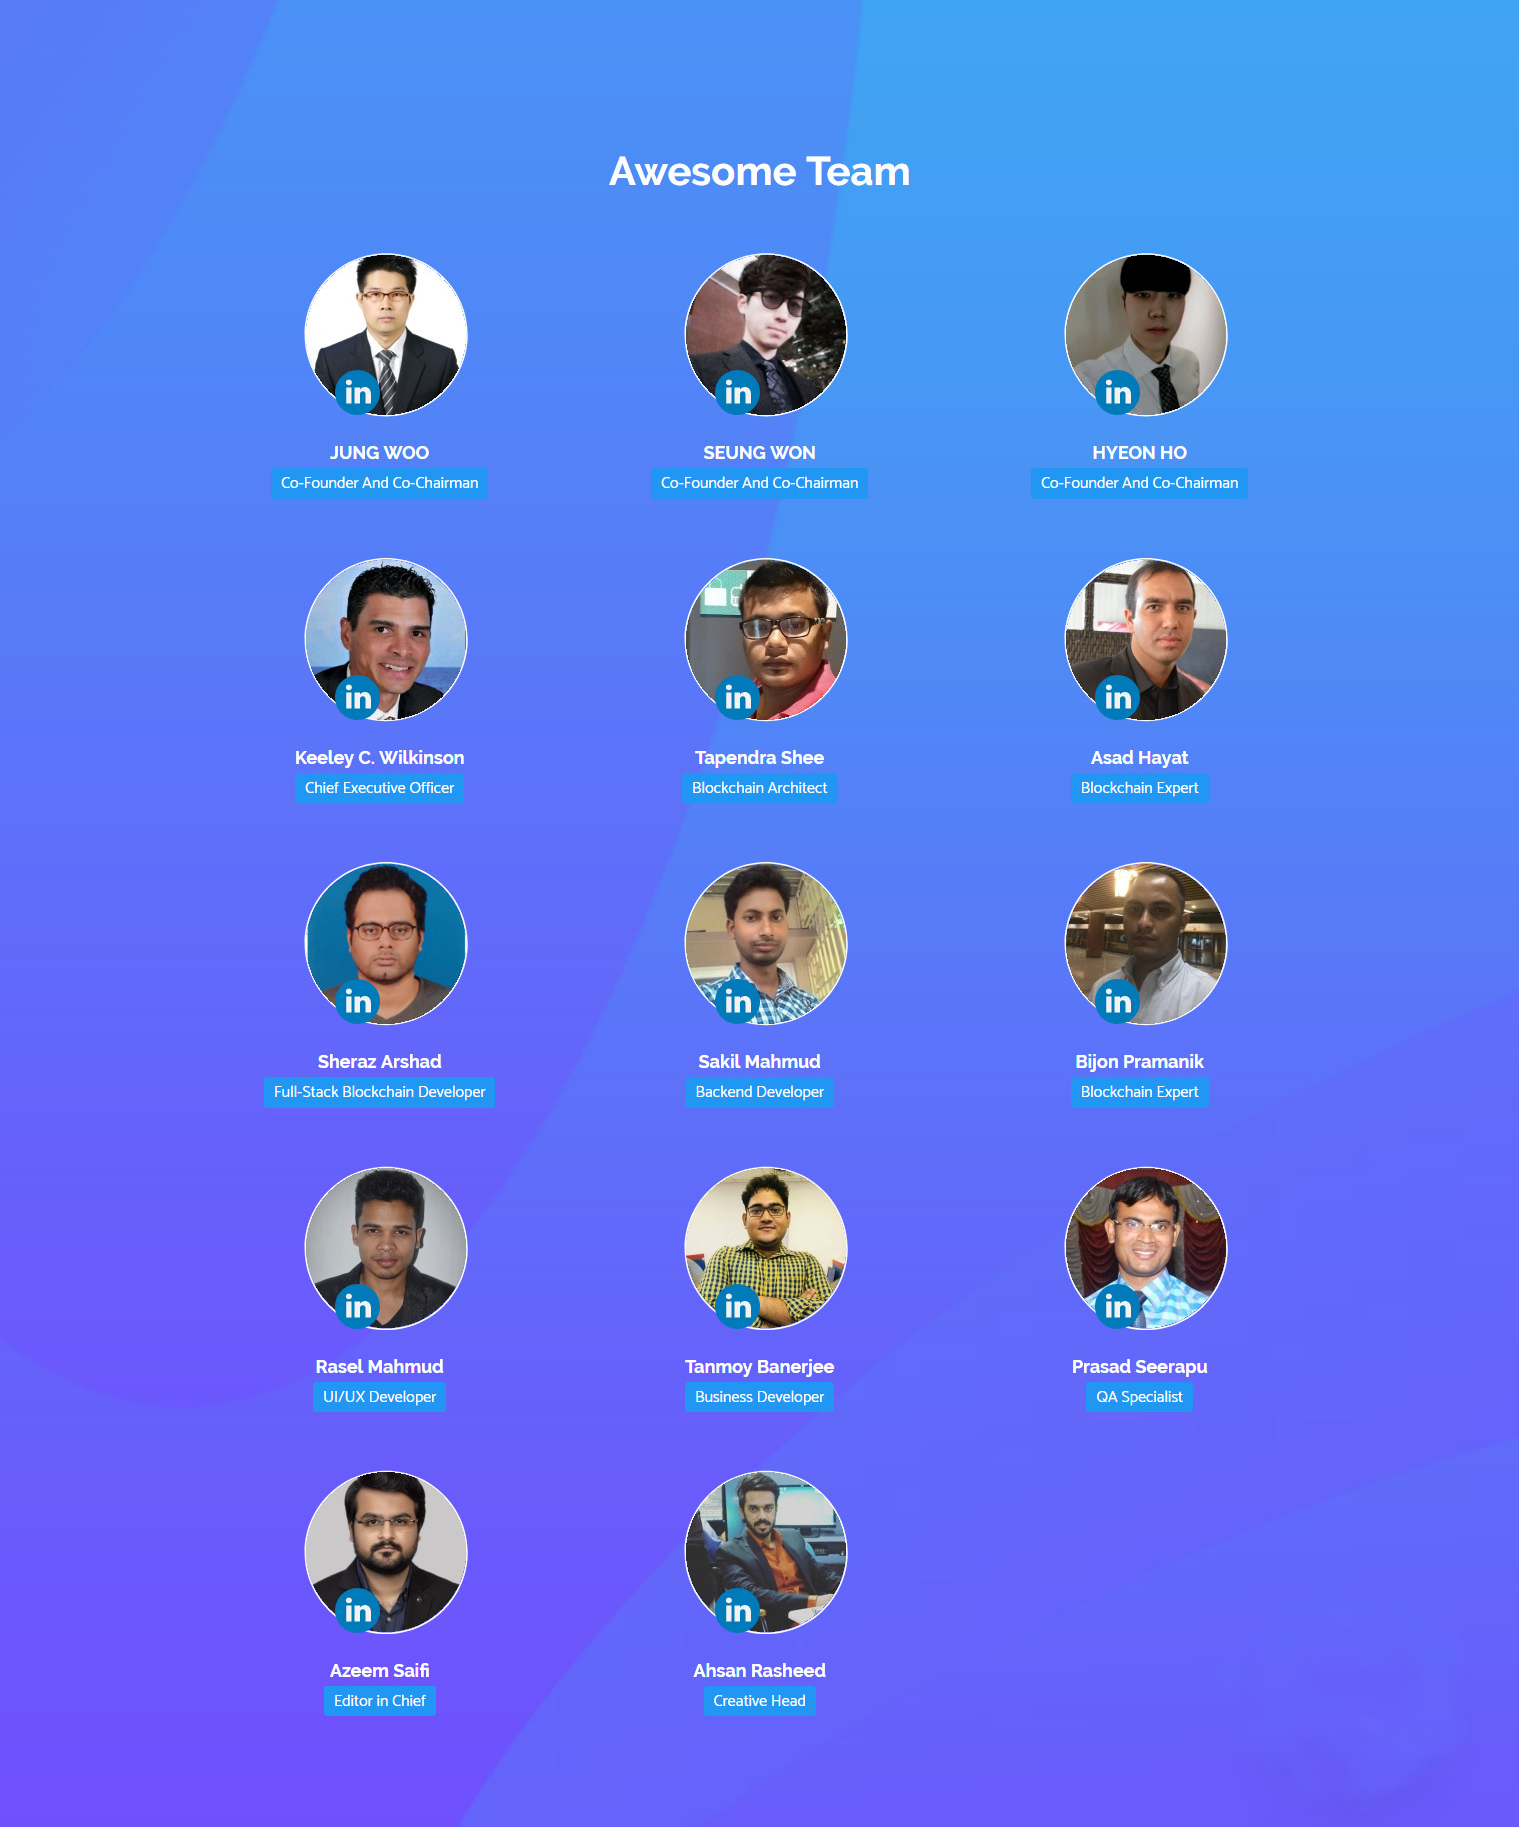 Awesome Team
in
in
in
JUNG WOO
SEUNG WON
HYEON HO
Co-Founder And Co-Chairman
Co-Founder And Co-Chairman
Co-Founder And Co-Chairman
in
in
in
Keeley C. Wilkinson
Tapendra Shee
Asad Hayat
Chief Executive Officer
Blockchain Architect
Blockchain Expert
in
in
in
Sheraz Arshad
Sakil Mahmud
Bijon Pramanik
Full-Stack Blockchain Developer
Backend Developer
Blockchain Expert
in
in
in
Rasel Mahmud
Tanmoy Banerjee
Prasad Seerapu
UI/UX Developer
Business Developer
QA Specialist
in
in
Azeem Saifi
Ahsan Rasheed
Editor in Chief
Creative Head